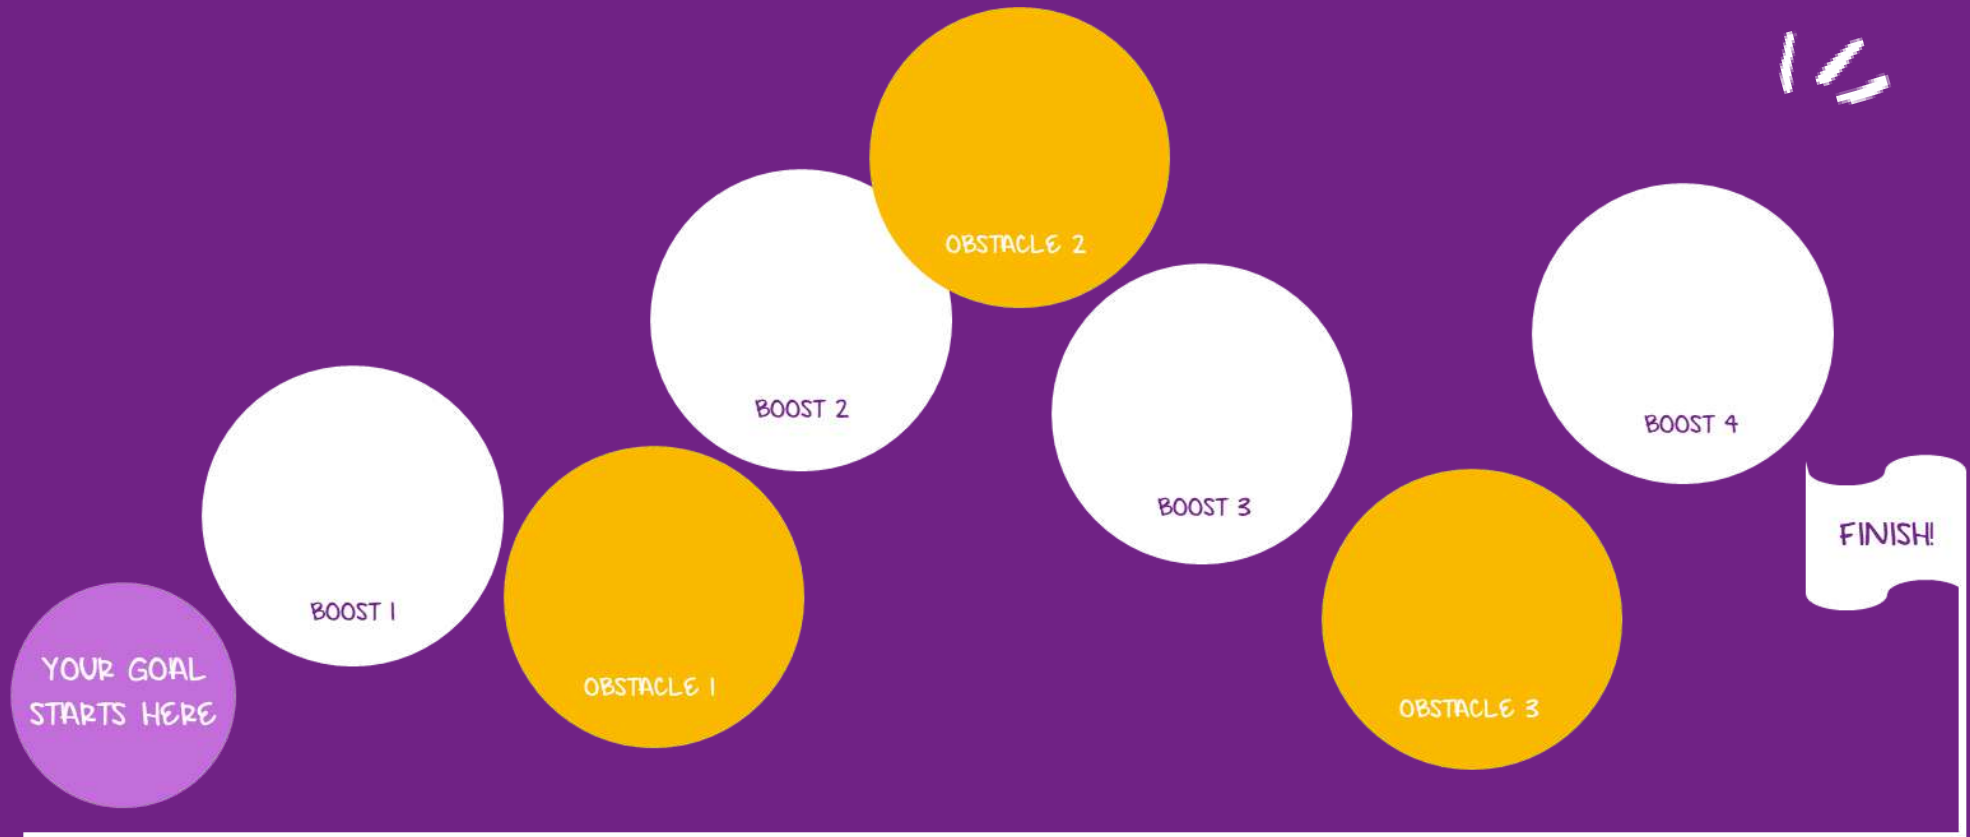 YOUR GOAL
STARTS HERE
BOOST 1
OBSTACLE 1
BOOST 2
OBSTACLE 2
BOOST 3
OBSTACLE 3
BOOST 4
FINISH!